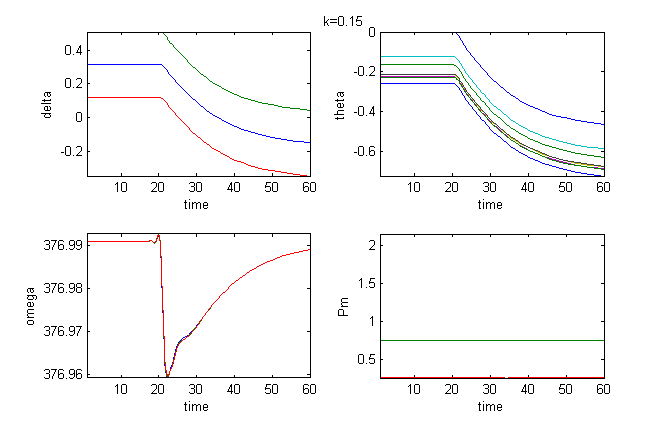 k=0.15
0.4
0.2
0
-0.2
delta
10 20 30 40 50 60
time
0
-0.2
-0.4
-0.6
theta
10 20 30 40 50 60
time
376.99
376.98
376.97
376.96
omega
10 20 30 40 50 60
time
2
1.5
1
0.5
Pm
10 20 30 40 50 60
time